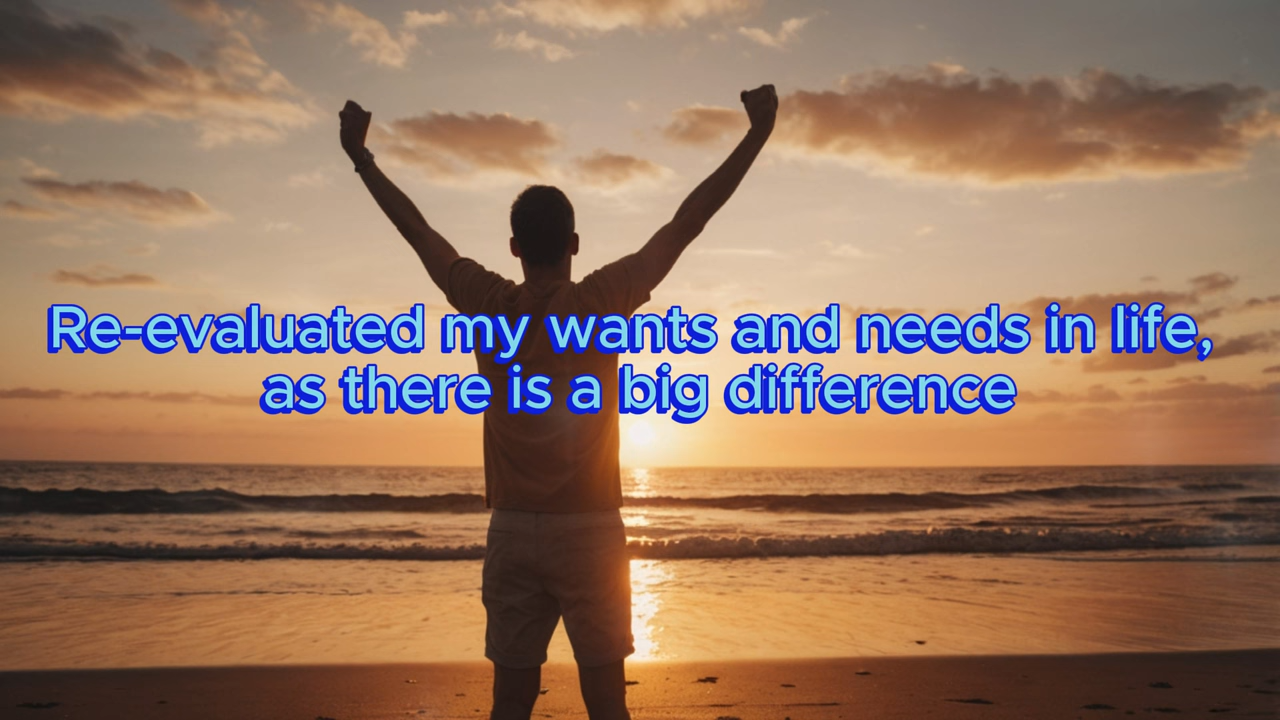 Re-evaluated my wants and needs in life,
as there is a big difference